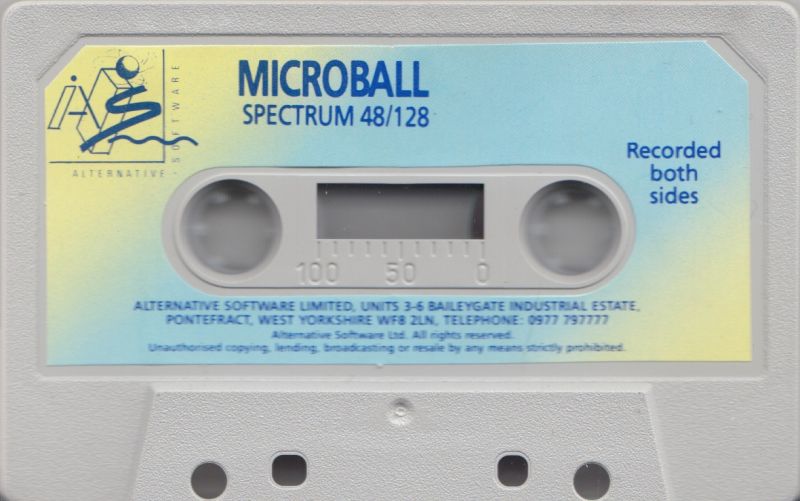 MICROBALL
SPECTRUM 48/128
iAS
SOFTWARE
ALTERNATIVE
Recorded
both
sides
100 50 0
ALTERNATIVE SOFTWARE LIMITED, UNITS 3-6 BAILEYGATE INDUSTRIAL ESTATE,
PONTEFRACT, WEST YORKSHIRE WF8 2LN, TELEPHONE: 0977 797777
Alternative Software Ltd. All rights reserved.
Unauthorised copying, lending, broadcasting or resale by any means strictly prohibited.